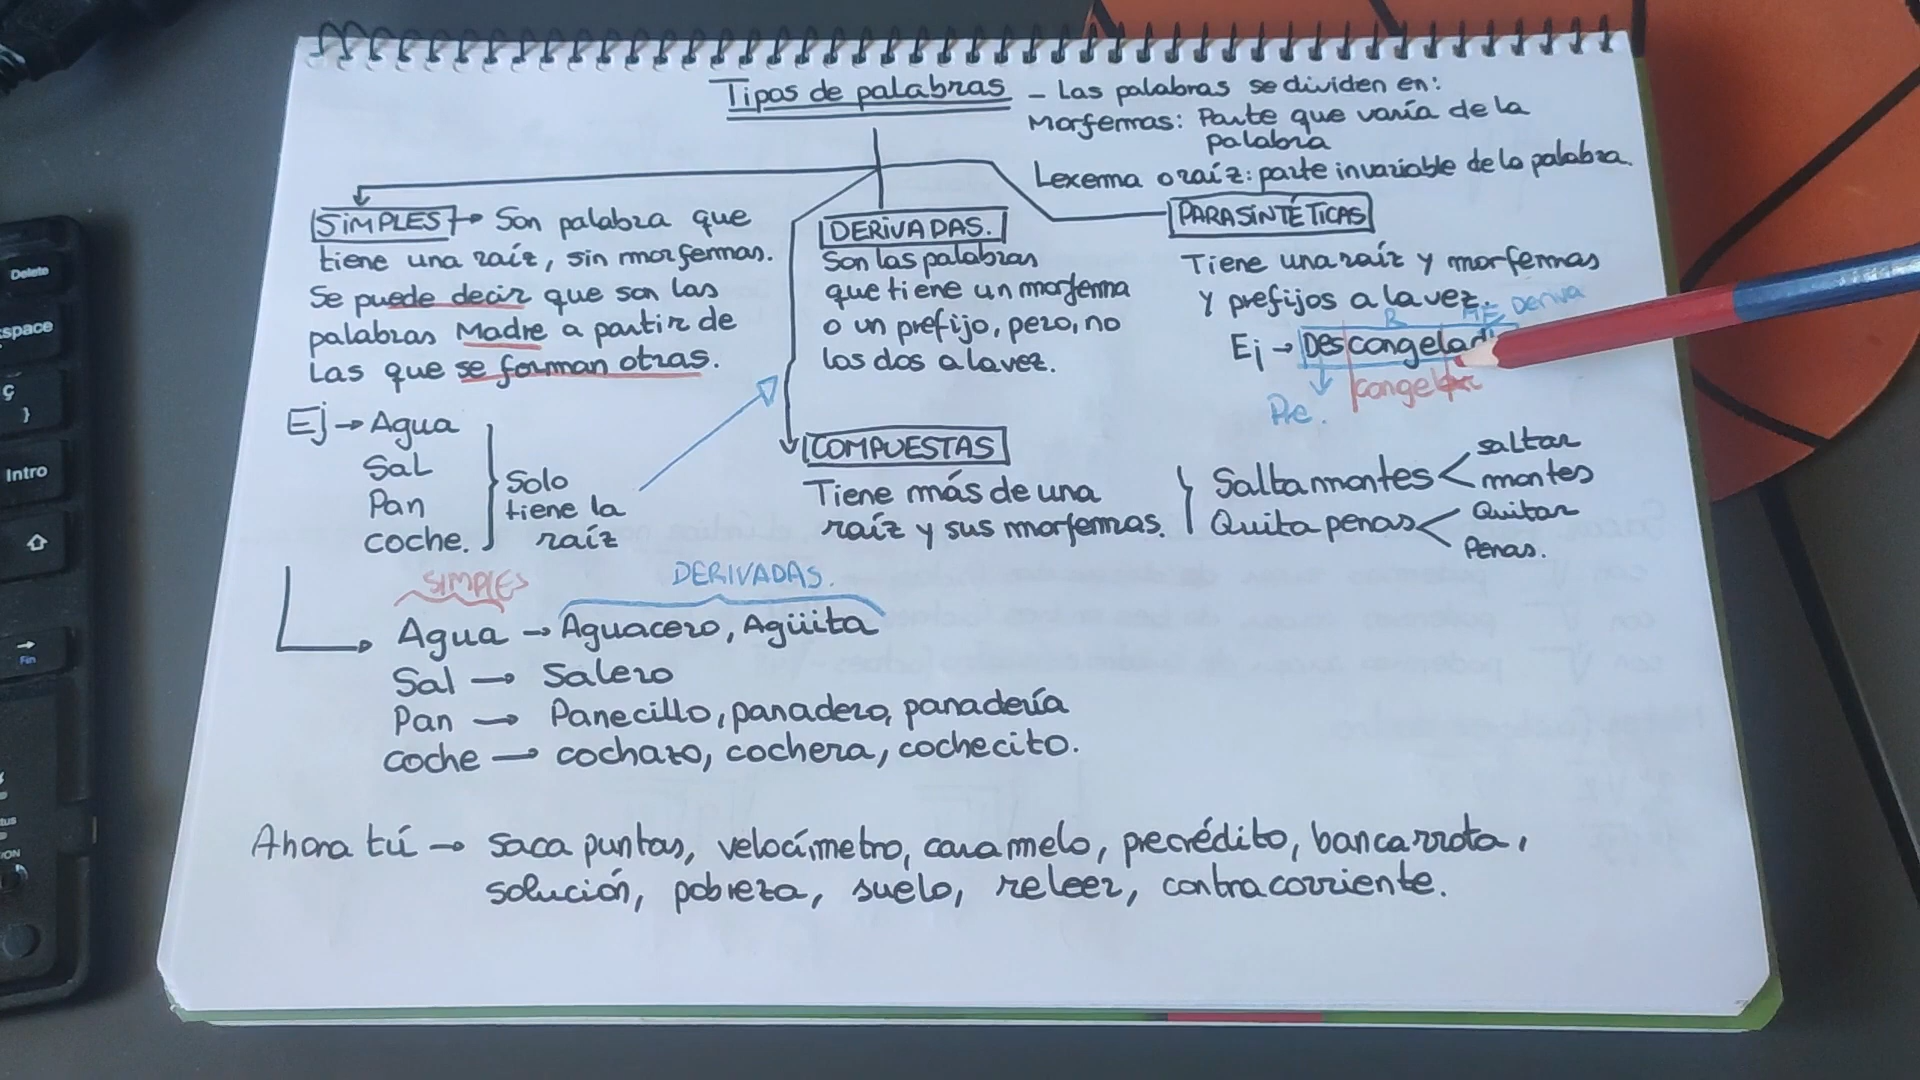 Tipos de palabras
- Las palabras se dividen en:
Morfemas: Parte que varía de la
palabra
Lexema o raíz: parte invariable de la palabra.
SIMPLES → Son palabra que
tiene una raíz, sin morfemas.
Se puede decir que son las
palabras Madre a partir de
Las que se forman otras.
Ej → Agua
Sal
Pan
coche.
Solo
tiene la
raíz
DERIVADAS.
Son las palabras
que tiene un morfema
o un prefijo, pero, no
los dos a la vez.
COMPUESTAS
Tiene más de una
raíz y sus morfemas.
Saltamontes
saltar
montes
Quita penas
Quitar
Penas.
PARASINTÉTICAS
Tiene una raíz y morfemas
y prefijos a la vez.
R Deriva
Ej → Descongelad
Pre.
SIMPLES
DERIVADAS.
Agua → Aguacero, Agüita
Sal → Salero
Pan → Panecillo, panadero, panadería
coche → cochazo, cochera, cochecito.
Ahora tú → saca puntas, velocímetro, caramelo, precrédito, bancarrota,
solución, pobreza, suelo, releer, contracorriente.
Delete
space
Ç
}
Intro
Fin